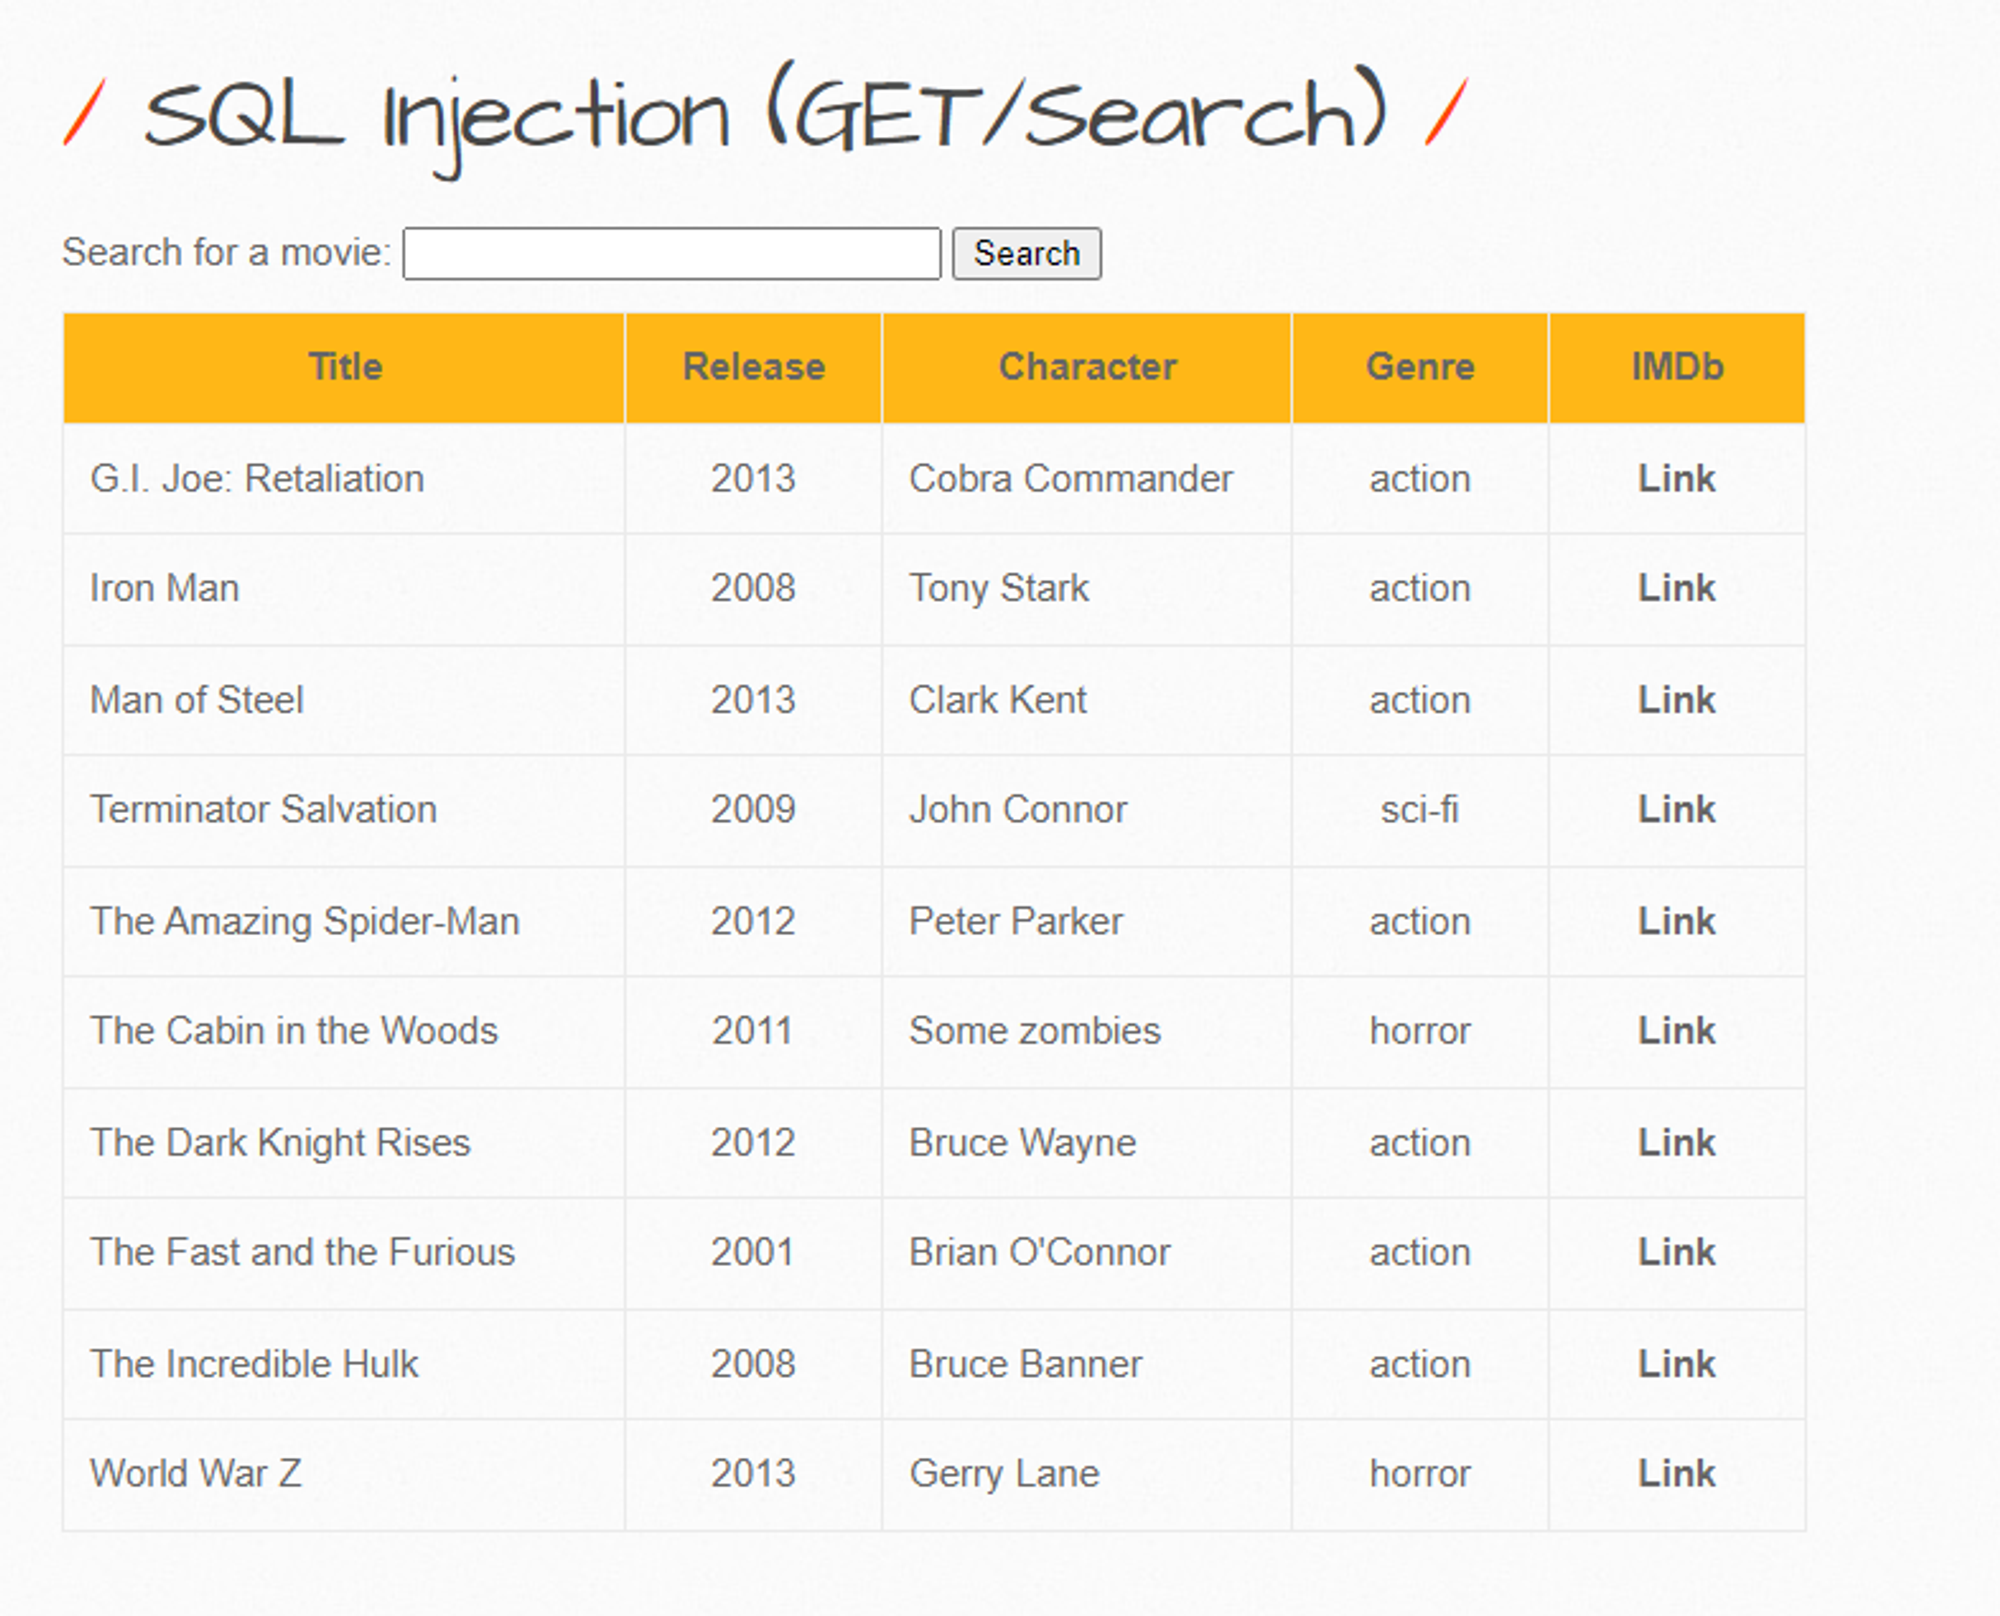 / SQL Injection (GET/Search) /
Search for a movie: Search
Title Release Character Genre IMDb
G.I. Joe: Retaliation 2013 Cobra Commander action Link
Iron Man 2008 Tony Stark action Link
Man of Steel 2013 Clark Kent action Link
Terminator Salvation 2009 John Connor sci-fi Link
The Amazing Spider-Man 2012 Peter Parker action Link
The Cabin in the Woods 2011 Some zombies horror Link
The Dark Knight Rises 2012 Bruce Wayne action Link
The Fast and the Furious 2001 Brian O'Connor action Link
The Incredible Hulk 2008 Bruce Banner action Link
World War Z 2013 Gerry Lane horror Link